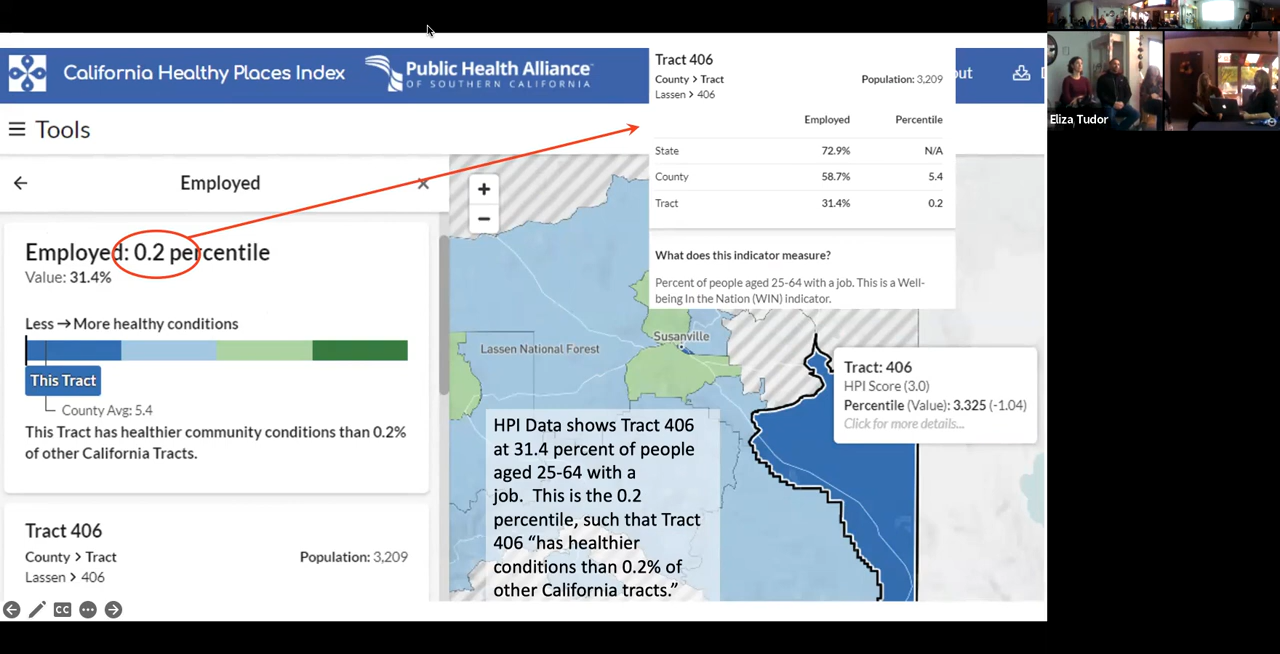 California Healthy Places Index
Public Health Alliance
OF SOUTHERN CALIFORNIA
out
Tools
Employed
Employed: 0.2 percentile
Value: 31.4%
Less → More healthy conditions
This Tract
County Avg: 5.4
This Tract has healthier community conditions than 0.2%
of other California Tracts.
Tract 406
County > Tract
Population: 3,209
Lassen > 406
CC
Tract 406
County > Tract
Population: 3,209
Lassen > 406
Employed Percentile
State 72.9% N/A
County 58.7% 5.4
Tract 31.4% 0.2
What does this indicator measure?
Percent of people aged 25-64 with a job. This is a Well-
being In the Nation (WIN) indicator.
Lassen National Forest
Susanville
Tract: 406
HPI Score (3.0)
Percentile (Value): 3.325 (-1.04)
Click for more details...
HPI Data shows Tract 406
at 31.4 percent of people
aged 25-64 with a
job. This is the 0.2
percentile, such that Tract
406 “has healthier
conditions than 0.2% of
other California tracts.”
Eliza Tudor